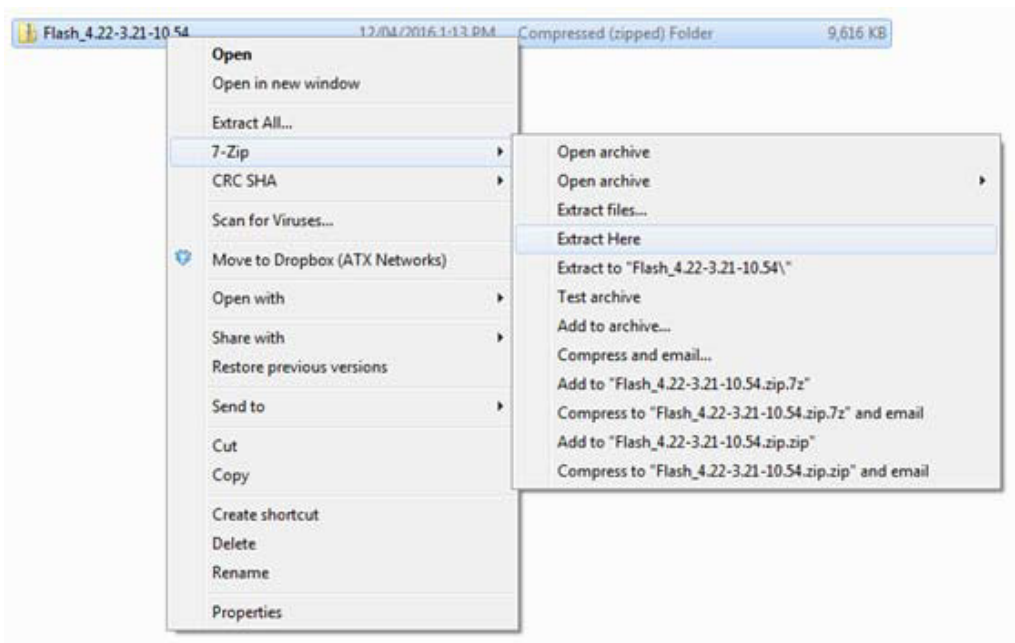 Flash_4.22-3.21-10.54 12/04/2016 1:13 PM Compressed (zipped) Folder 9,616 KB
Open
Open in new window
Extract All...
7-Zip
CRC SHA
Scan for Viruses...
Move to Dropbox (ATX Networks)
Open with
Share with
Restore previous versions
Send to
Cut
Copy
Create shortcut
Delete
Rename
Properties
Open archive
Open archive
Extract files...
Extract Here
Extract to "Flash_4.22-3.21-10.54\"
Test archive
Add to archive...
Compress and email...
Add to "Flash_4.22-3.21-10.54.zip.7z"
Compress to "Flash_4.22-3.21-10.54.zip.7z" and email
Add to "Flash_4.22-3.21-10.54.zip.zip"
Compress to "Flash_4.22-3.21-10.54.zip.zip" and email